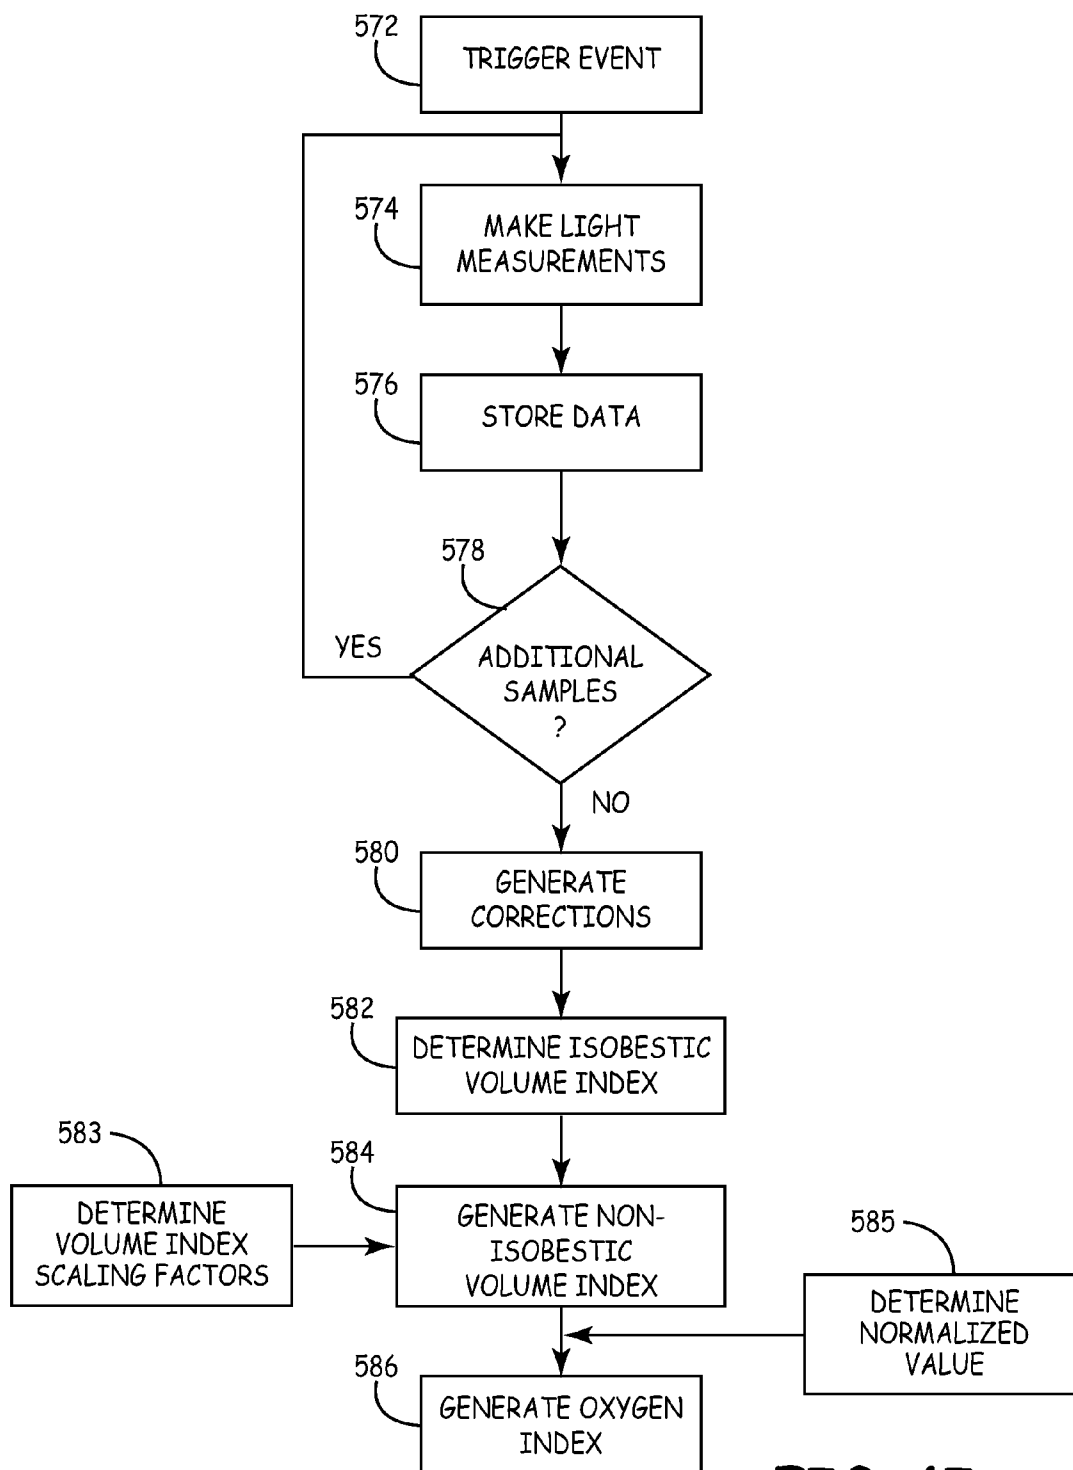 572
TRIGGER EVENT
574
MAKE LIGHT
MEASUREMENTS
576
STORE DATA
578
YES
ADDITIONAL
SAMPLES
?
NO
580
GENERATE
CORRECTIONS
582
DETERMINE ISOBESTIC
VOLUME INDEX
583
DETERMINE
VOLUME INDEX
SCALING FACTORS
584
GENERATE NON-
ISOBESTIC
VOLUME INDEX
585
DETERMINE
NORMALIZED
VALUE
586
GENERATE OXYGEN
INDEX